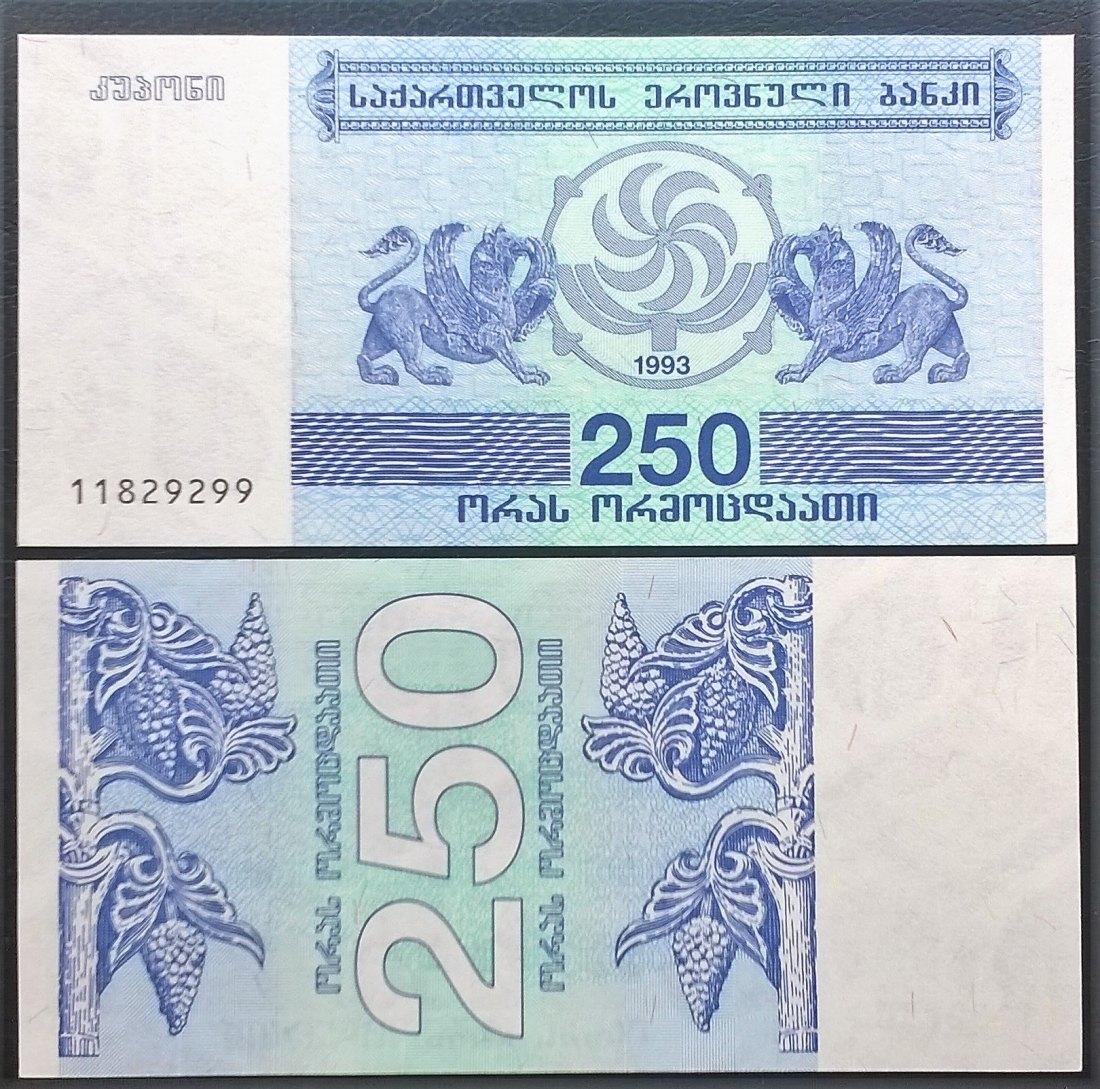 კუპონი
საქართველოს ეროვნული ბანკი
1993
250
ორას ორმოცდაათი
11829299
ორას ორმოცდაათი
250
ორას ორმოცდაათი